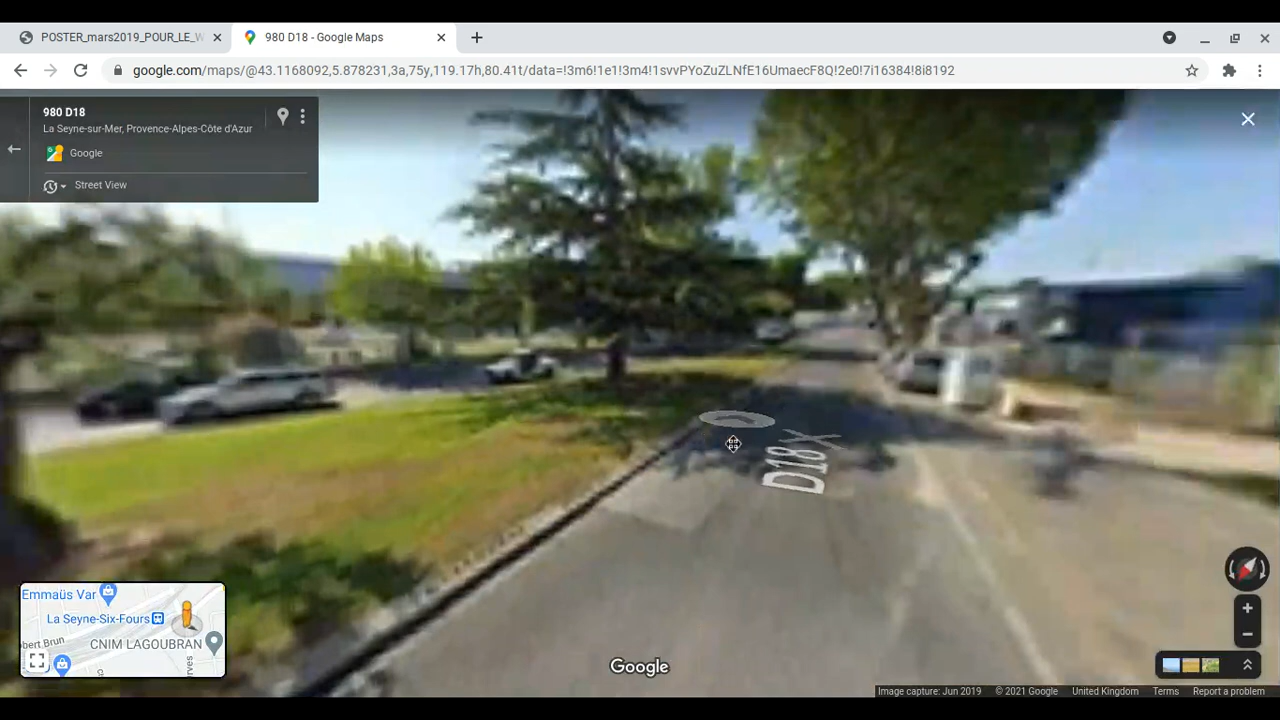 POSTER_mars2019_POUR_LE_W
980 D18 - Google Maps
google.com/maps/@43.1168092,5.878231,3a,75y,119.17h,80.41t/data=!3m6!1e1!3m4!1svvPYoZuZLNfE16UmaecF8Q!2e0!7i16384!8i8192
980 D18
La Seyne-sur-Mer, Provence-Alpes-Côte d'Azur
Google
Street View
D18
Emmaüs Var
La Seyne-Six-Fours
CNIM LAGOUBRAN
bert Brun
Google
Image capture: Jun 2019 © 2021 Google United Kingdom Terms Report a problem